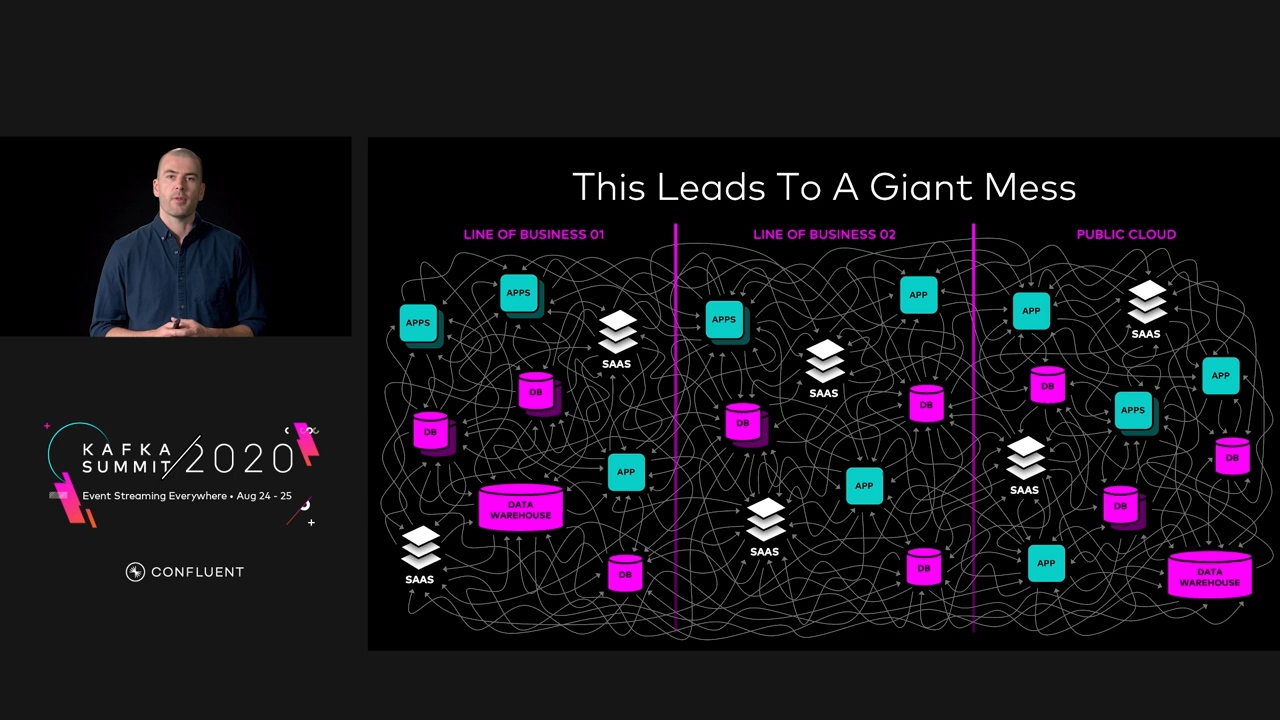 This Leads To A Giant Mess
LINE OF BUSINESS 01
LINE OF BUSINESS 02
PUBLIC CLOUD
APPS
APPS
SAAS
DB
DB
APP
DATA
WAREHOUSE
SAAS
DB
APPS
APP
SAAS
DB
DB
APP
SAAS
DB
APP
SAAS
APP
DB
APPS
SAAS
DB
DB
APP
DATA
WAREHOUSE
KAFKA
SUMMIT
2020
Event Streaming Everywhere • Aug 24 - 25
CONFLUENT